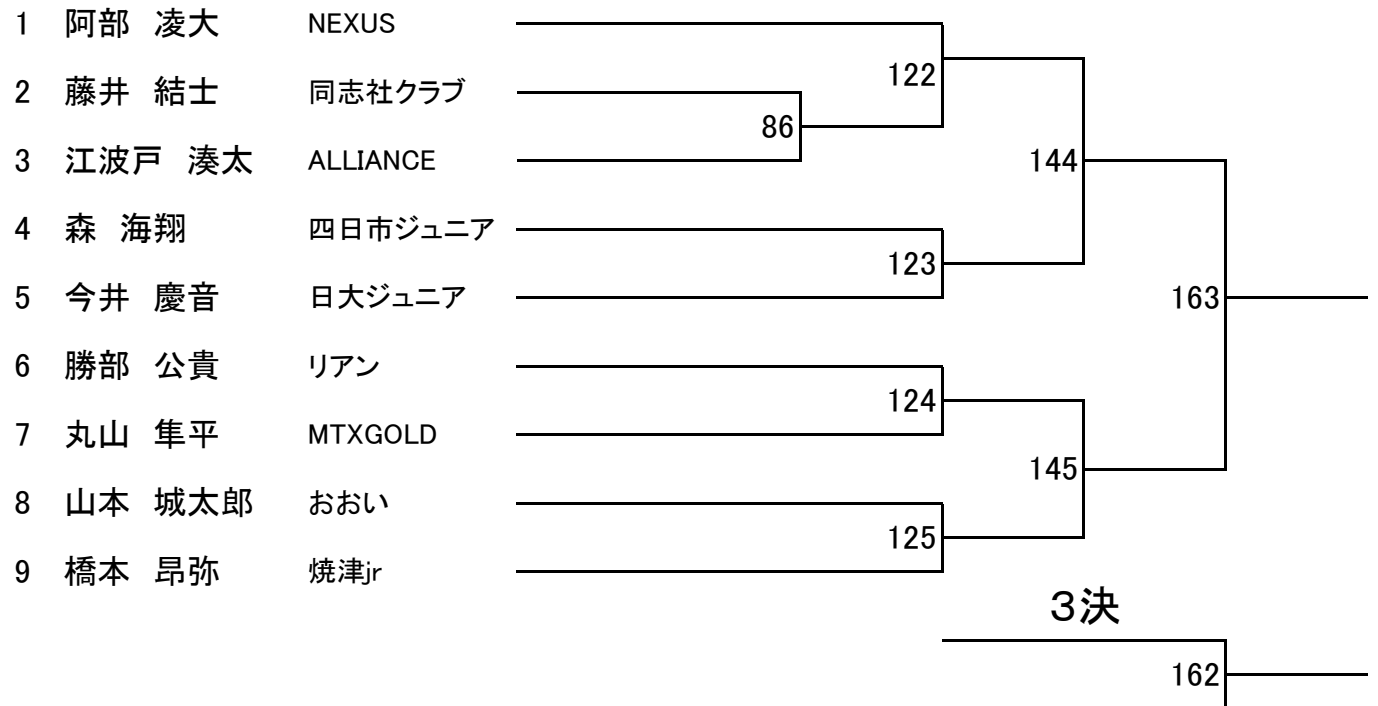 1 阿部 凌大 NEXUS
122
2 藤井 結士 同志社クラブ
86
3 江波戸 湊太 ALLIANCE
144
4 森 海翔 四日市ジュニア
123
5 今井 慶音 日大ジュニア
163
6 勝部 公貴 リアン
124
7 丸山 隼平 MTXGOLD
145
8 山本 城太郎 おおい
125
9 橋本 昂弥 焼津jr
3決
162